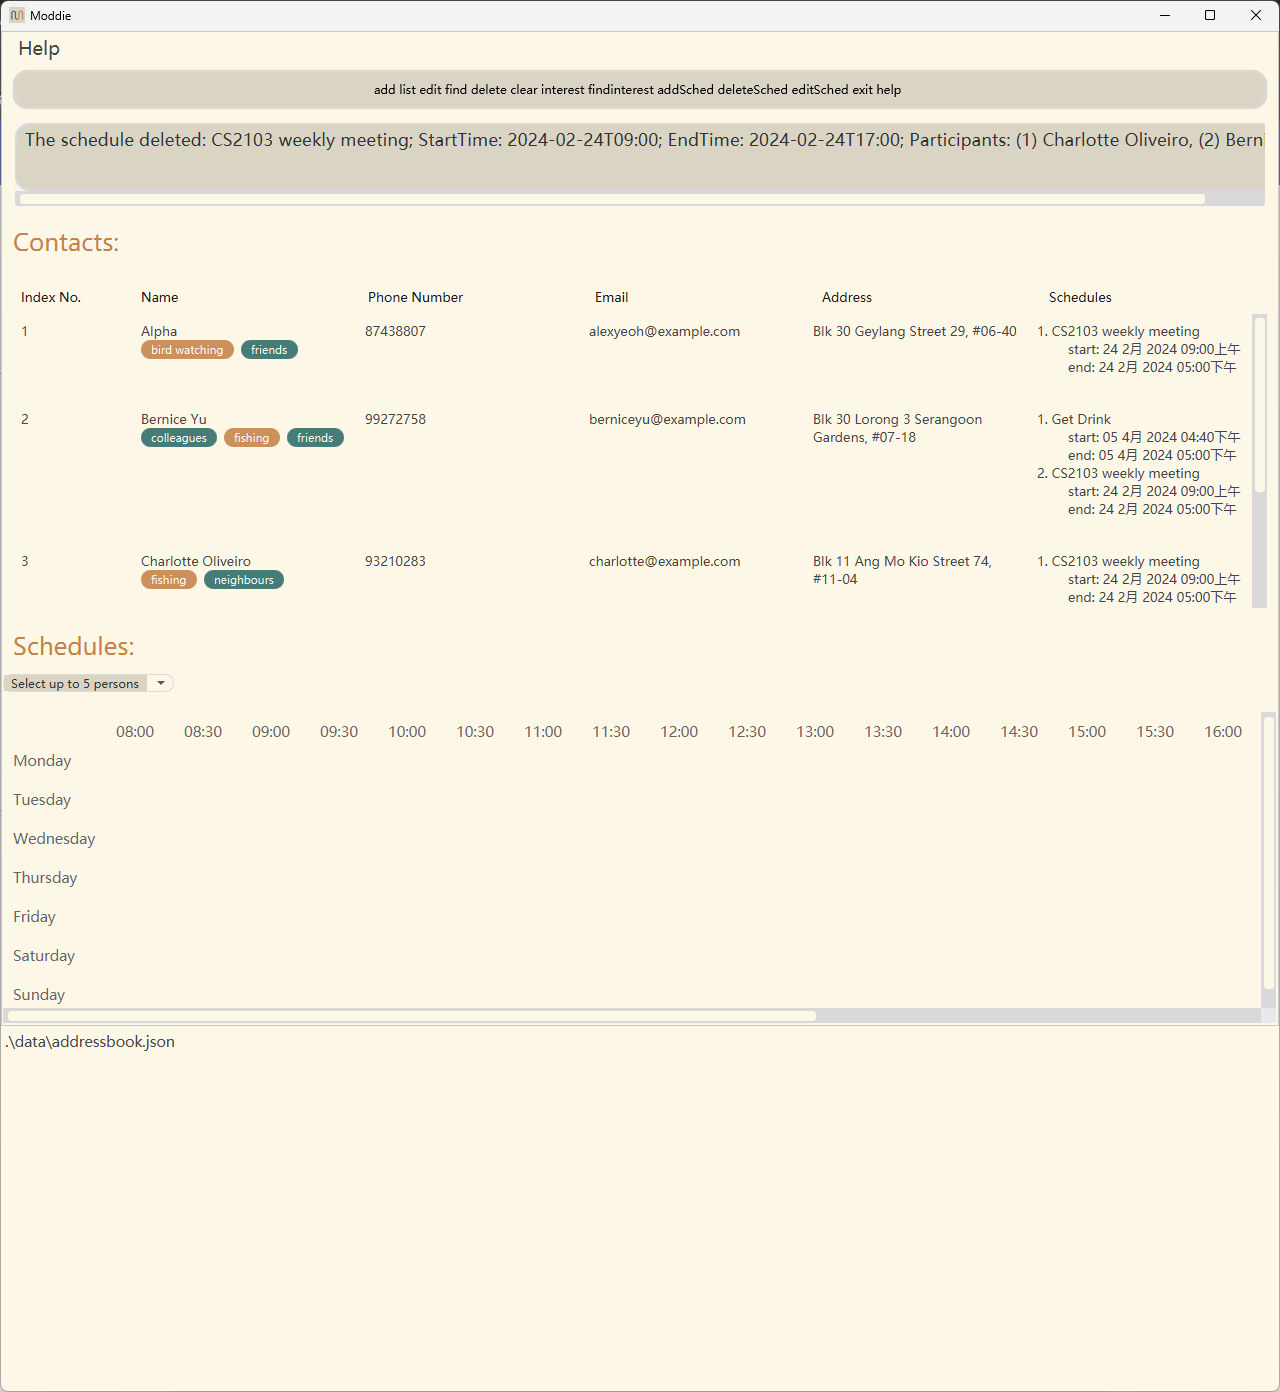 Moddie
Help
add list edit find delete clear interest findinterest addSched deleteSched editSched exit help
The schedule deleted: CS2103 weekly meeting; StartTime: 2024-02-24T09:00; EndTime: 2024-02-24T17:00; Participants: (1) Charlotte Oliveiro, (2) Berni
Contacts:
Index No. Name Phone Number Email Address Schedules
1 Alpha 87438807 alexyeoh@example.com Blk 30 Geylang Street 29, #06-40 1. CS2103 weekly meeting
bird watching friends start: 24 2月 2024 09:00上午
end: 24 2月 2024 05:00下午
2 Bernice Yu 99272758 berniceyu@example.com Blk 30 Lorong 3 Serangoon 1. Get Drink
colleagues fishing friends Gardens, #07-18 start: 05 4月 2024 04:40下午
end: 05 4月 2024 05:00下午
2. CS2103 weekly meeting
start: 24 2月 2024 09:00上午
end: 24 2月 2024 05:00下午
3 Charlotte Oliveiro 93210283 charlotte@example.com Blk 11 Ang Mo Kio Street 74, 1. CS2103 weekly meeting
fishing neighbours #11-04 start: 24 2月 2024 09:00上午
end: 24 2月 2024 05:00下午
Schedules:
Select up to 5 persons
08:00 08:30 09:00 09:30 10:00 10:30 11:00 11:30 12:00 12:30 13:00 13:30 14:00 14:30 15:00 15:30 16:00
Monday
Tuesday
Wednesday
Thursday
Friday
Saturday
Sunday
.\data\addressbook.json